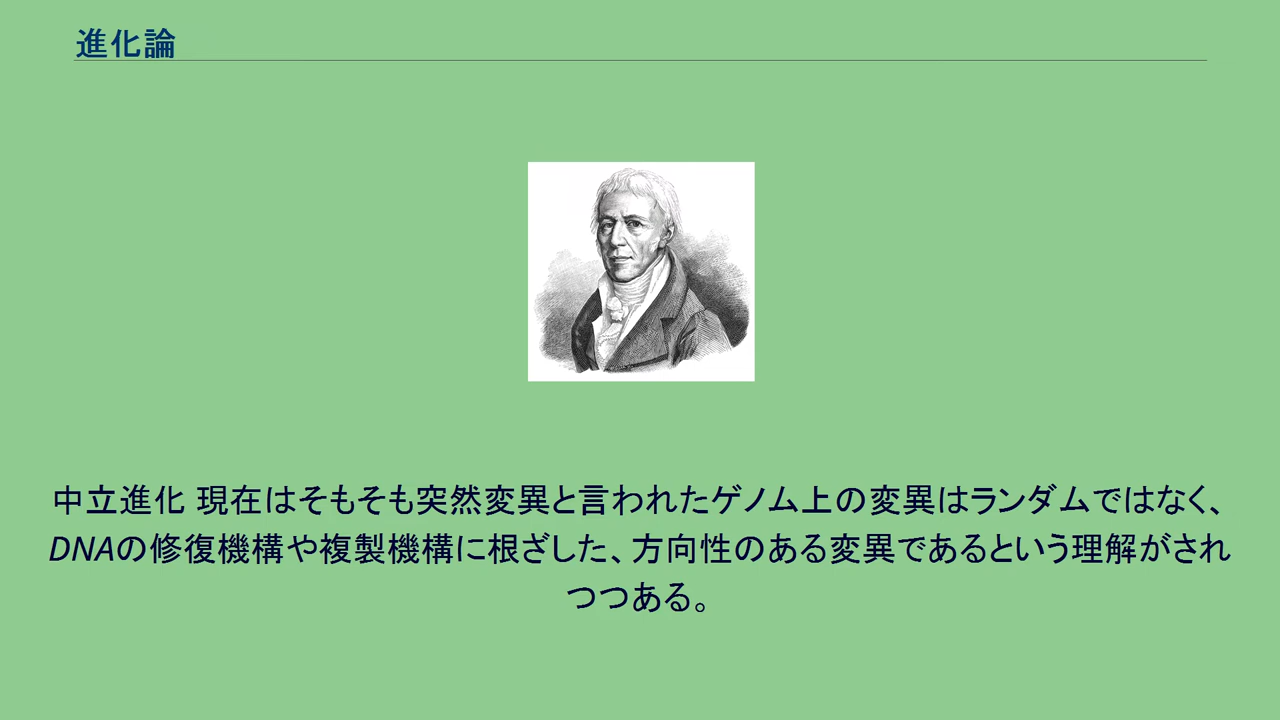 進化論
中立進化 現在はそもそも突然変異と言われたゲノム上の変異はランダムではなく、
DNAの修復機構や複製機構に根ざした、方向性のある変異であるという理解がされ
つつある。